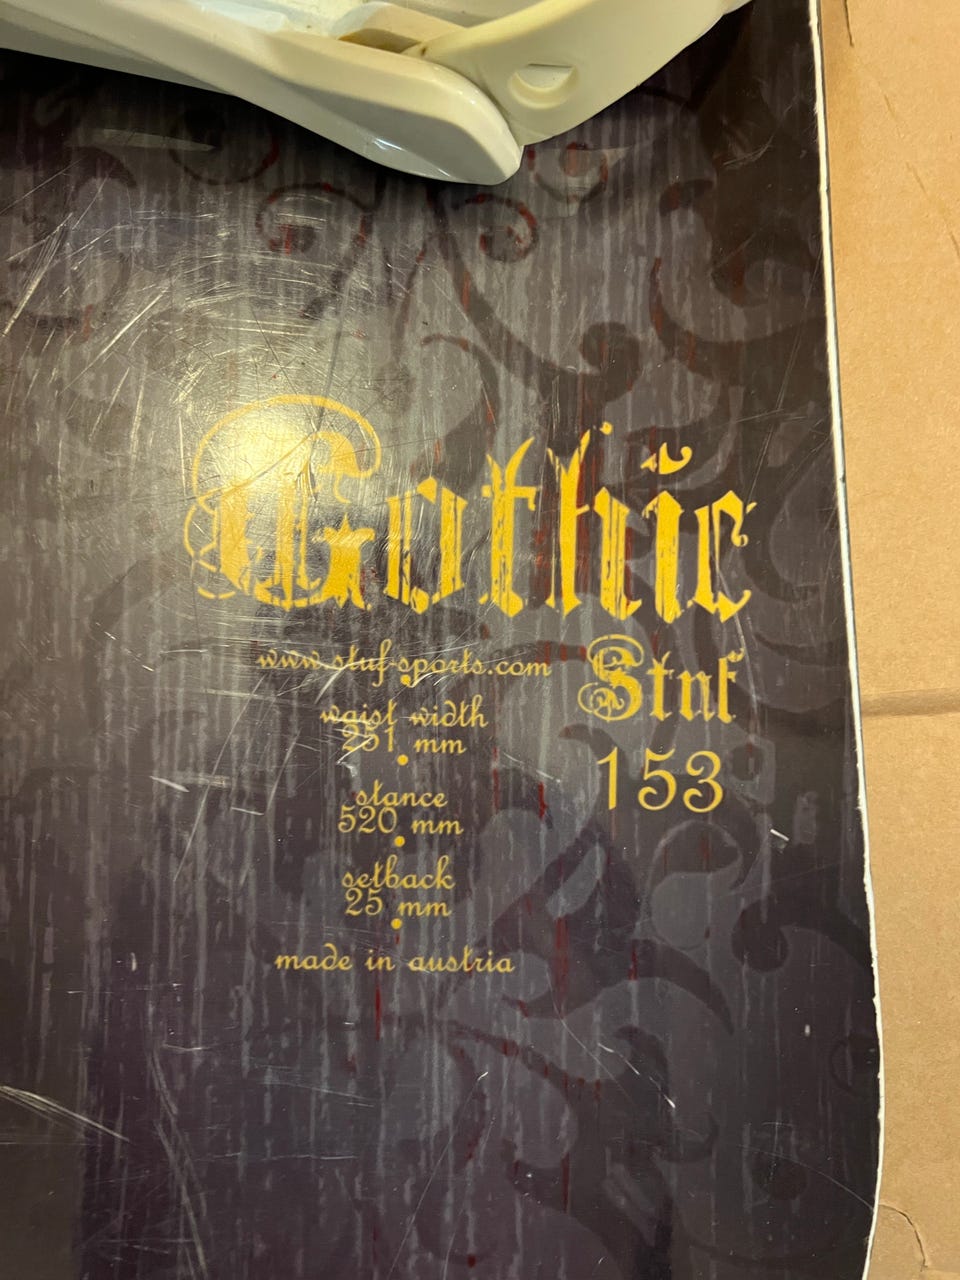 Gothic
www.stuf-sports.com
Stuf
waist width
251 mm
153
stance
520 mm
setback
25 mm
made in austria